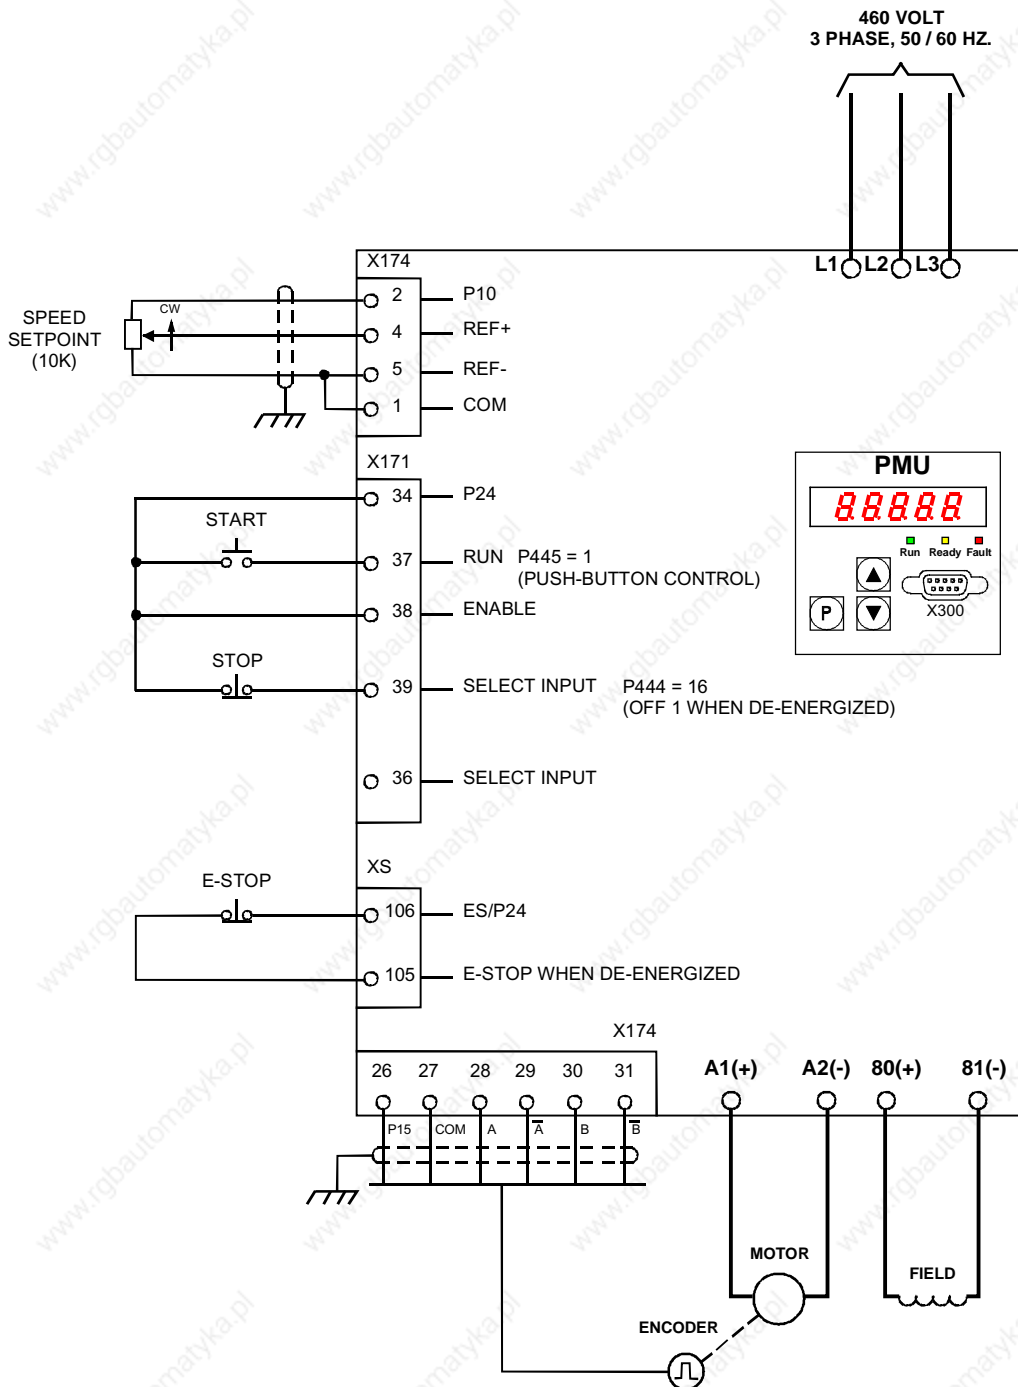 460 VOLT
3 PHASE, 50 / 60 HZ.
L1 L2 L3
X174
2 P10
SPEED
SETPOINT
(10K)
CW
4 REF+
5 REF-
1 COM
X171
34 P24
START
37 RUN P445 = 1
(PUSH-BUTTON CONTROL)
38 ENABLE
STOP
39 SELECT INPUT P444 = 16
(OFF 1 WHEN DE-ENERGIZED)
36 SELECT INPUT
PMU
88888
Run Ready Fault
P
X300
XS
E-STOP
106 ES/P24
105 E-STOP WHEN DE-ENERGIZED
X174
26 27 28 29 30 31
P15 COM A A̅ B B̅
A1(+) A2(-) 80(+) 81(-)
MOTOR
FIELD
ENCODER
www.rgbautomatyka.pl